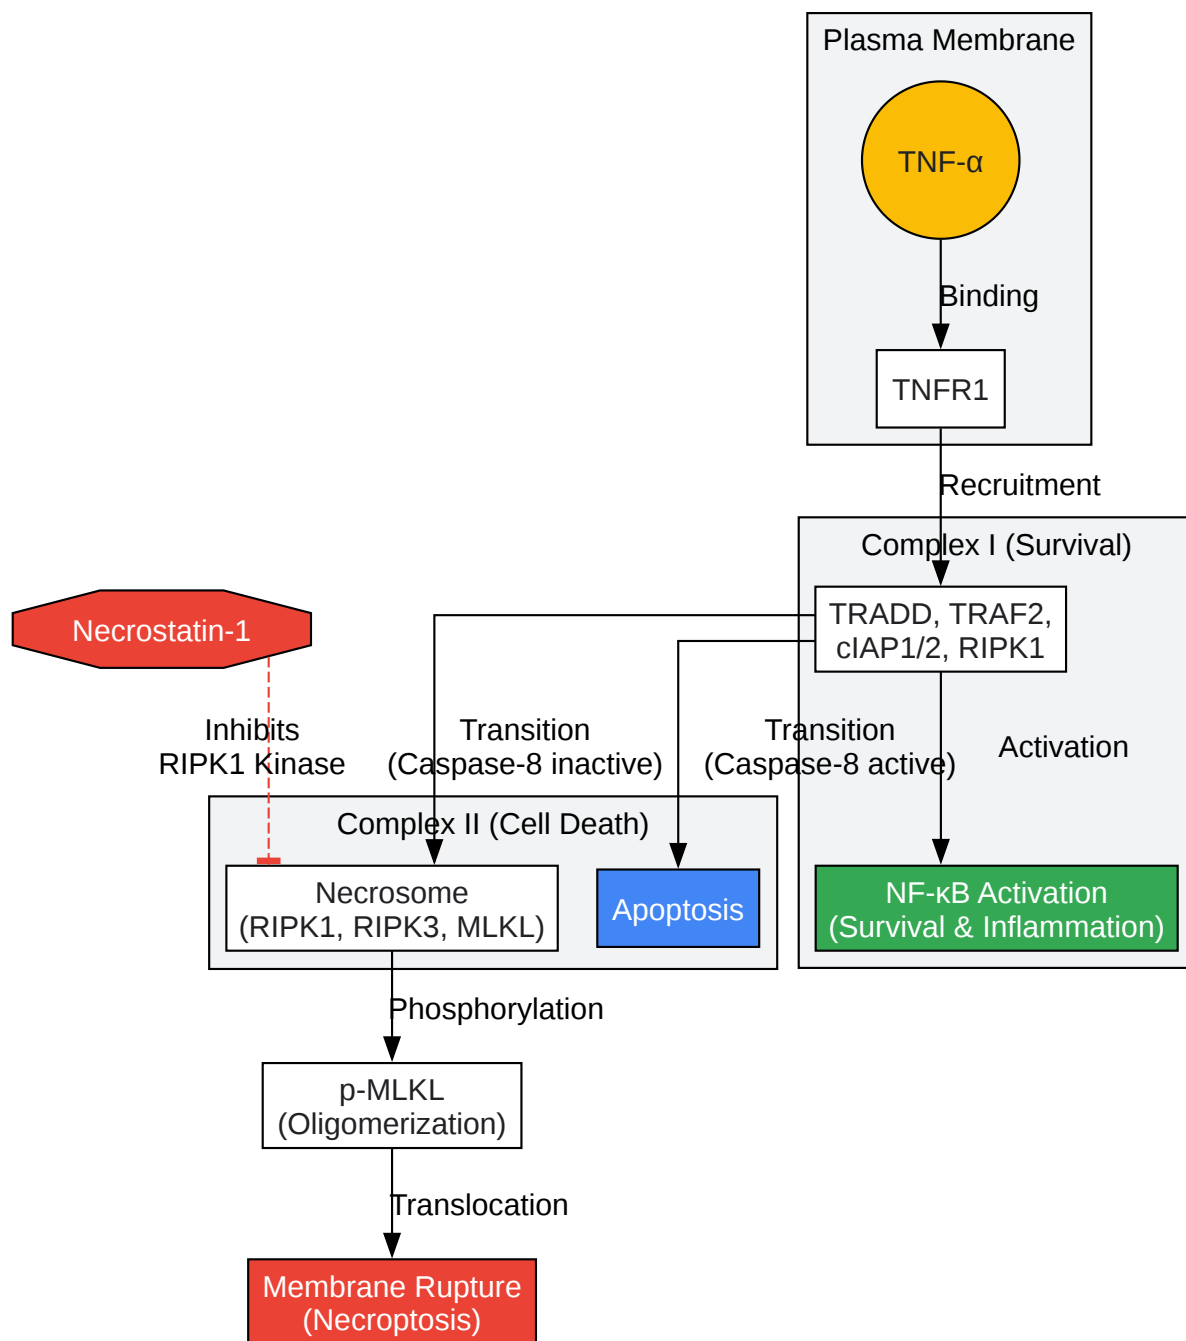 Plasma Membrane
TNF-α
Binding
TNFR1
Recruitment
Complex I (Survival)
TRADD, TRAF2,
cIAP1/2, RIPK1
Necrostatin-1
Inhibits
RIPK1 Kinase
Transition
(Caspase-8 inactive)
Transition
(Caspase-8 active)
Activation
Complex II (Cell Death)
Necrosome
(RIPK1, RIPK3, MLKL)
Apoptosis
NF-κB Activation
(Survival & Inflammation)
Phosphorylation
p-MLKL
(Oligomerization)
Translocation
Membrane Rupture
(Necroptosis)